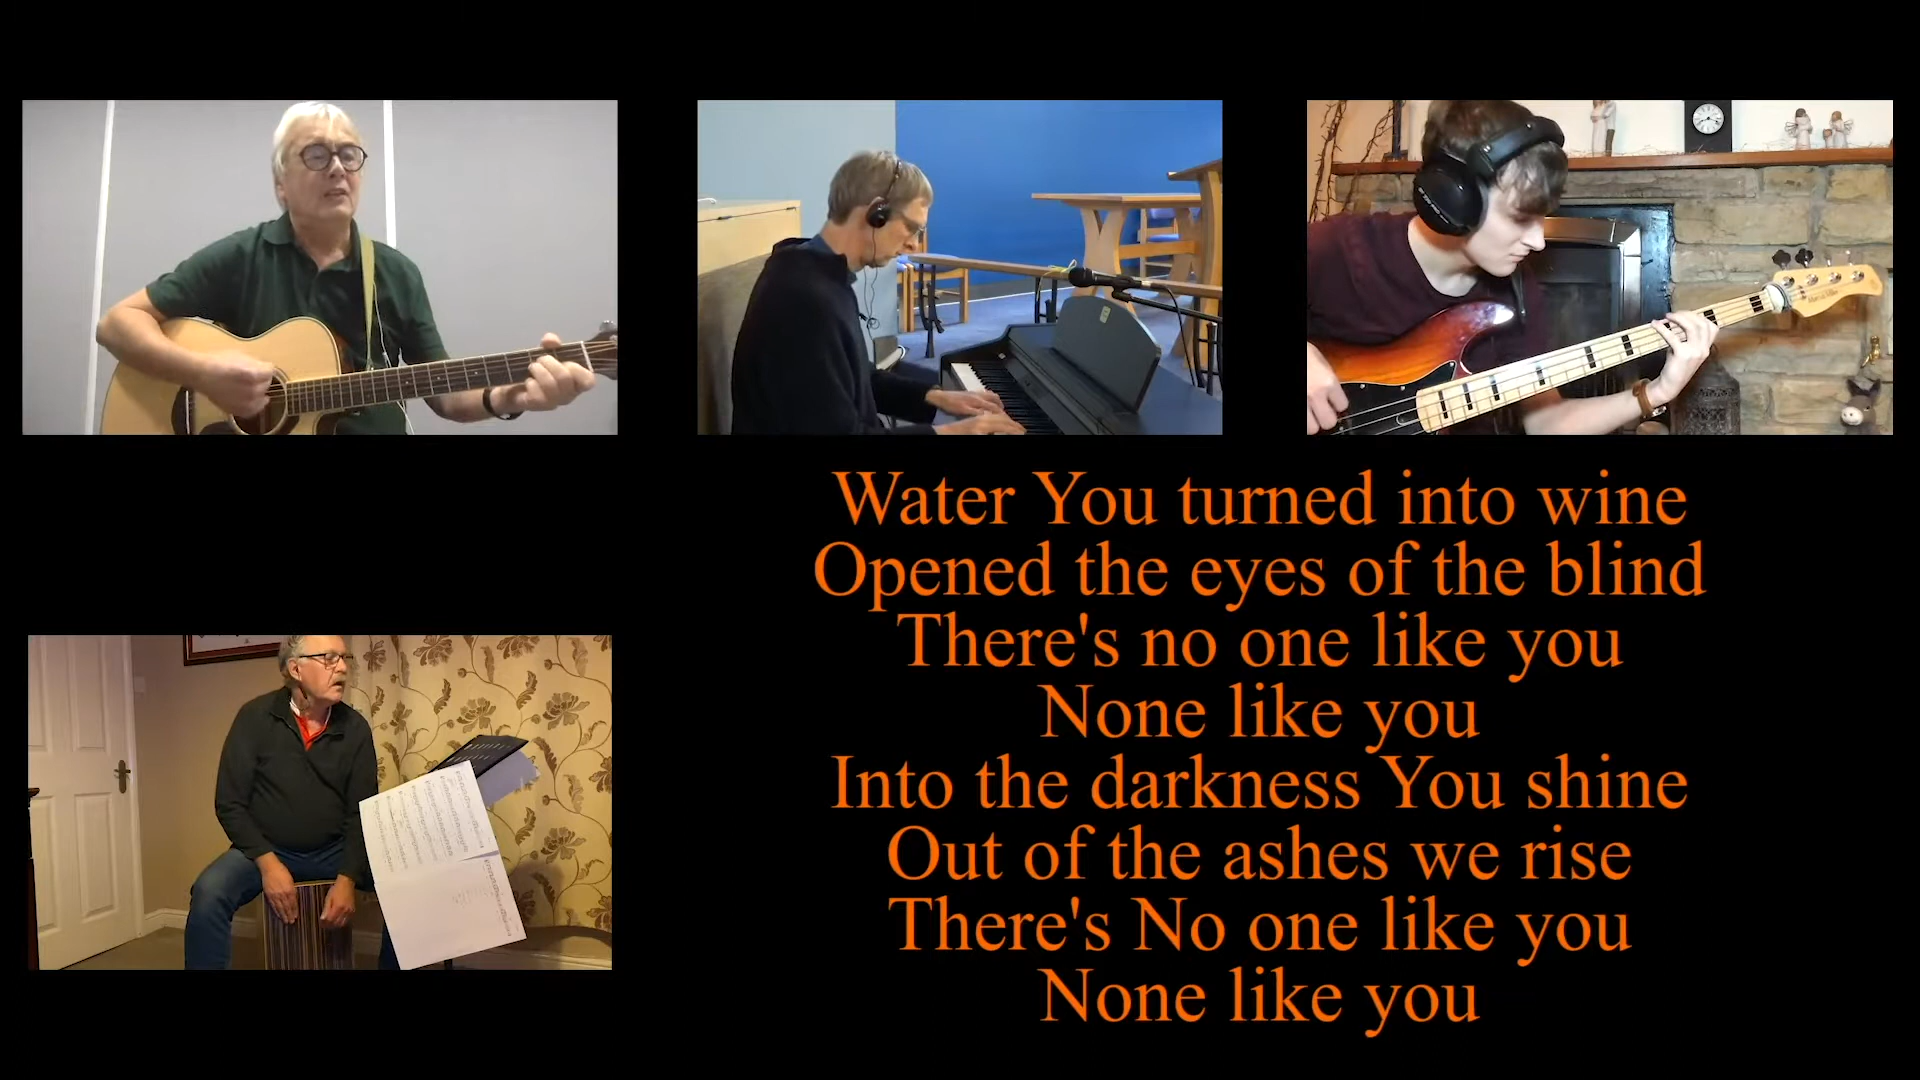 Water You turned into wine
Opened the eyes of the blind
There's no one like you
None like you
Into the darkness You shine
Out of the ashes we rise
There's No one like you
None like you